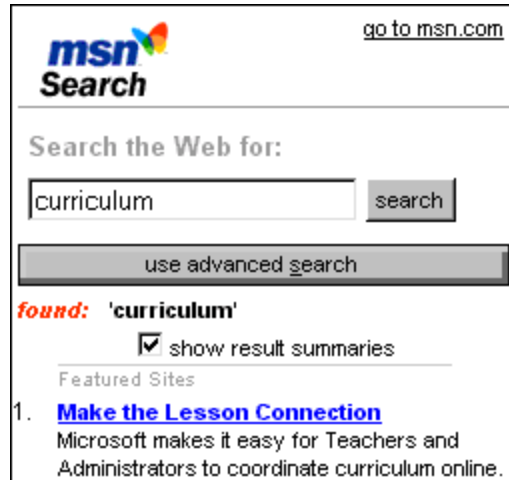 msn
go to msn.com
Search
Search the Web for:
curriculum search
use advanced search
found: 'curriculum'
show result summaries
Featured Sites
1. Make the Lesson Connection
Microsoft makes it easy for Teachers and
Administrators to coordinate curriculum online.